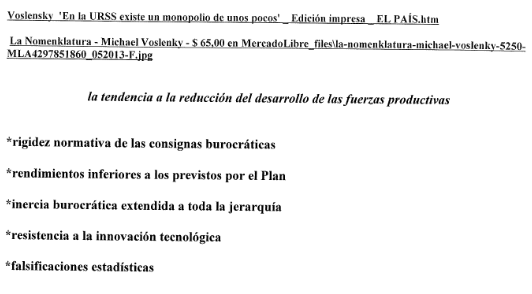 Voslensky 'En la URSS existe un monopolio de unos pocos' _ Edición impresa _ EL PAÍS.htm
La Nomenklatura - Michael Voslensky - $ 65,00 en MercadoLibre_files\la-nomenklatura-michael-voslensky-5250-
MLA4297851860_052013-F.jpg
la tendencia a la reducción del desarrollo de las fuerzas productivas
*rigidez normativa de las consignas burocráticas
*rendimientos inferiores a los previstos por el Plan
*inercia burocrática extendida a toda la jerarquía
*resistencia a la innovación tecnológica
*falsificaciones estadísticas